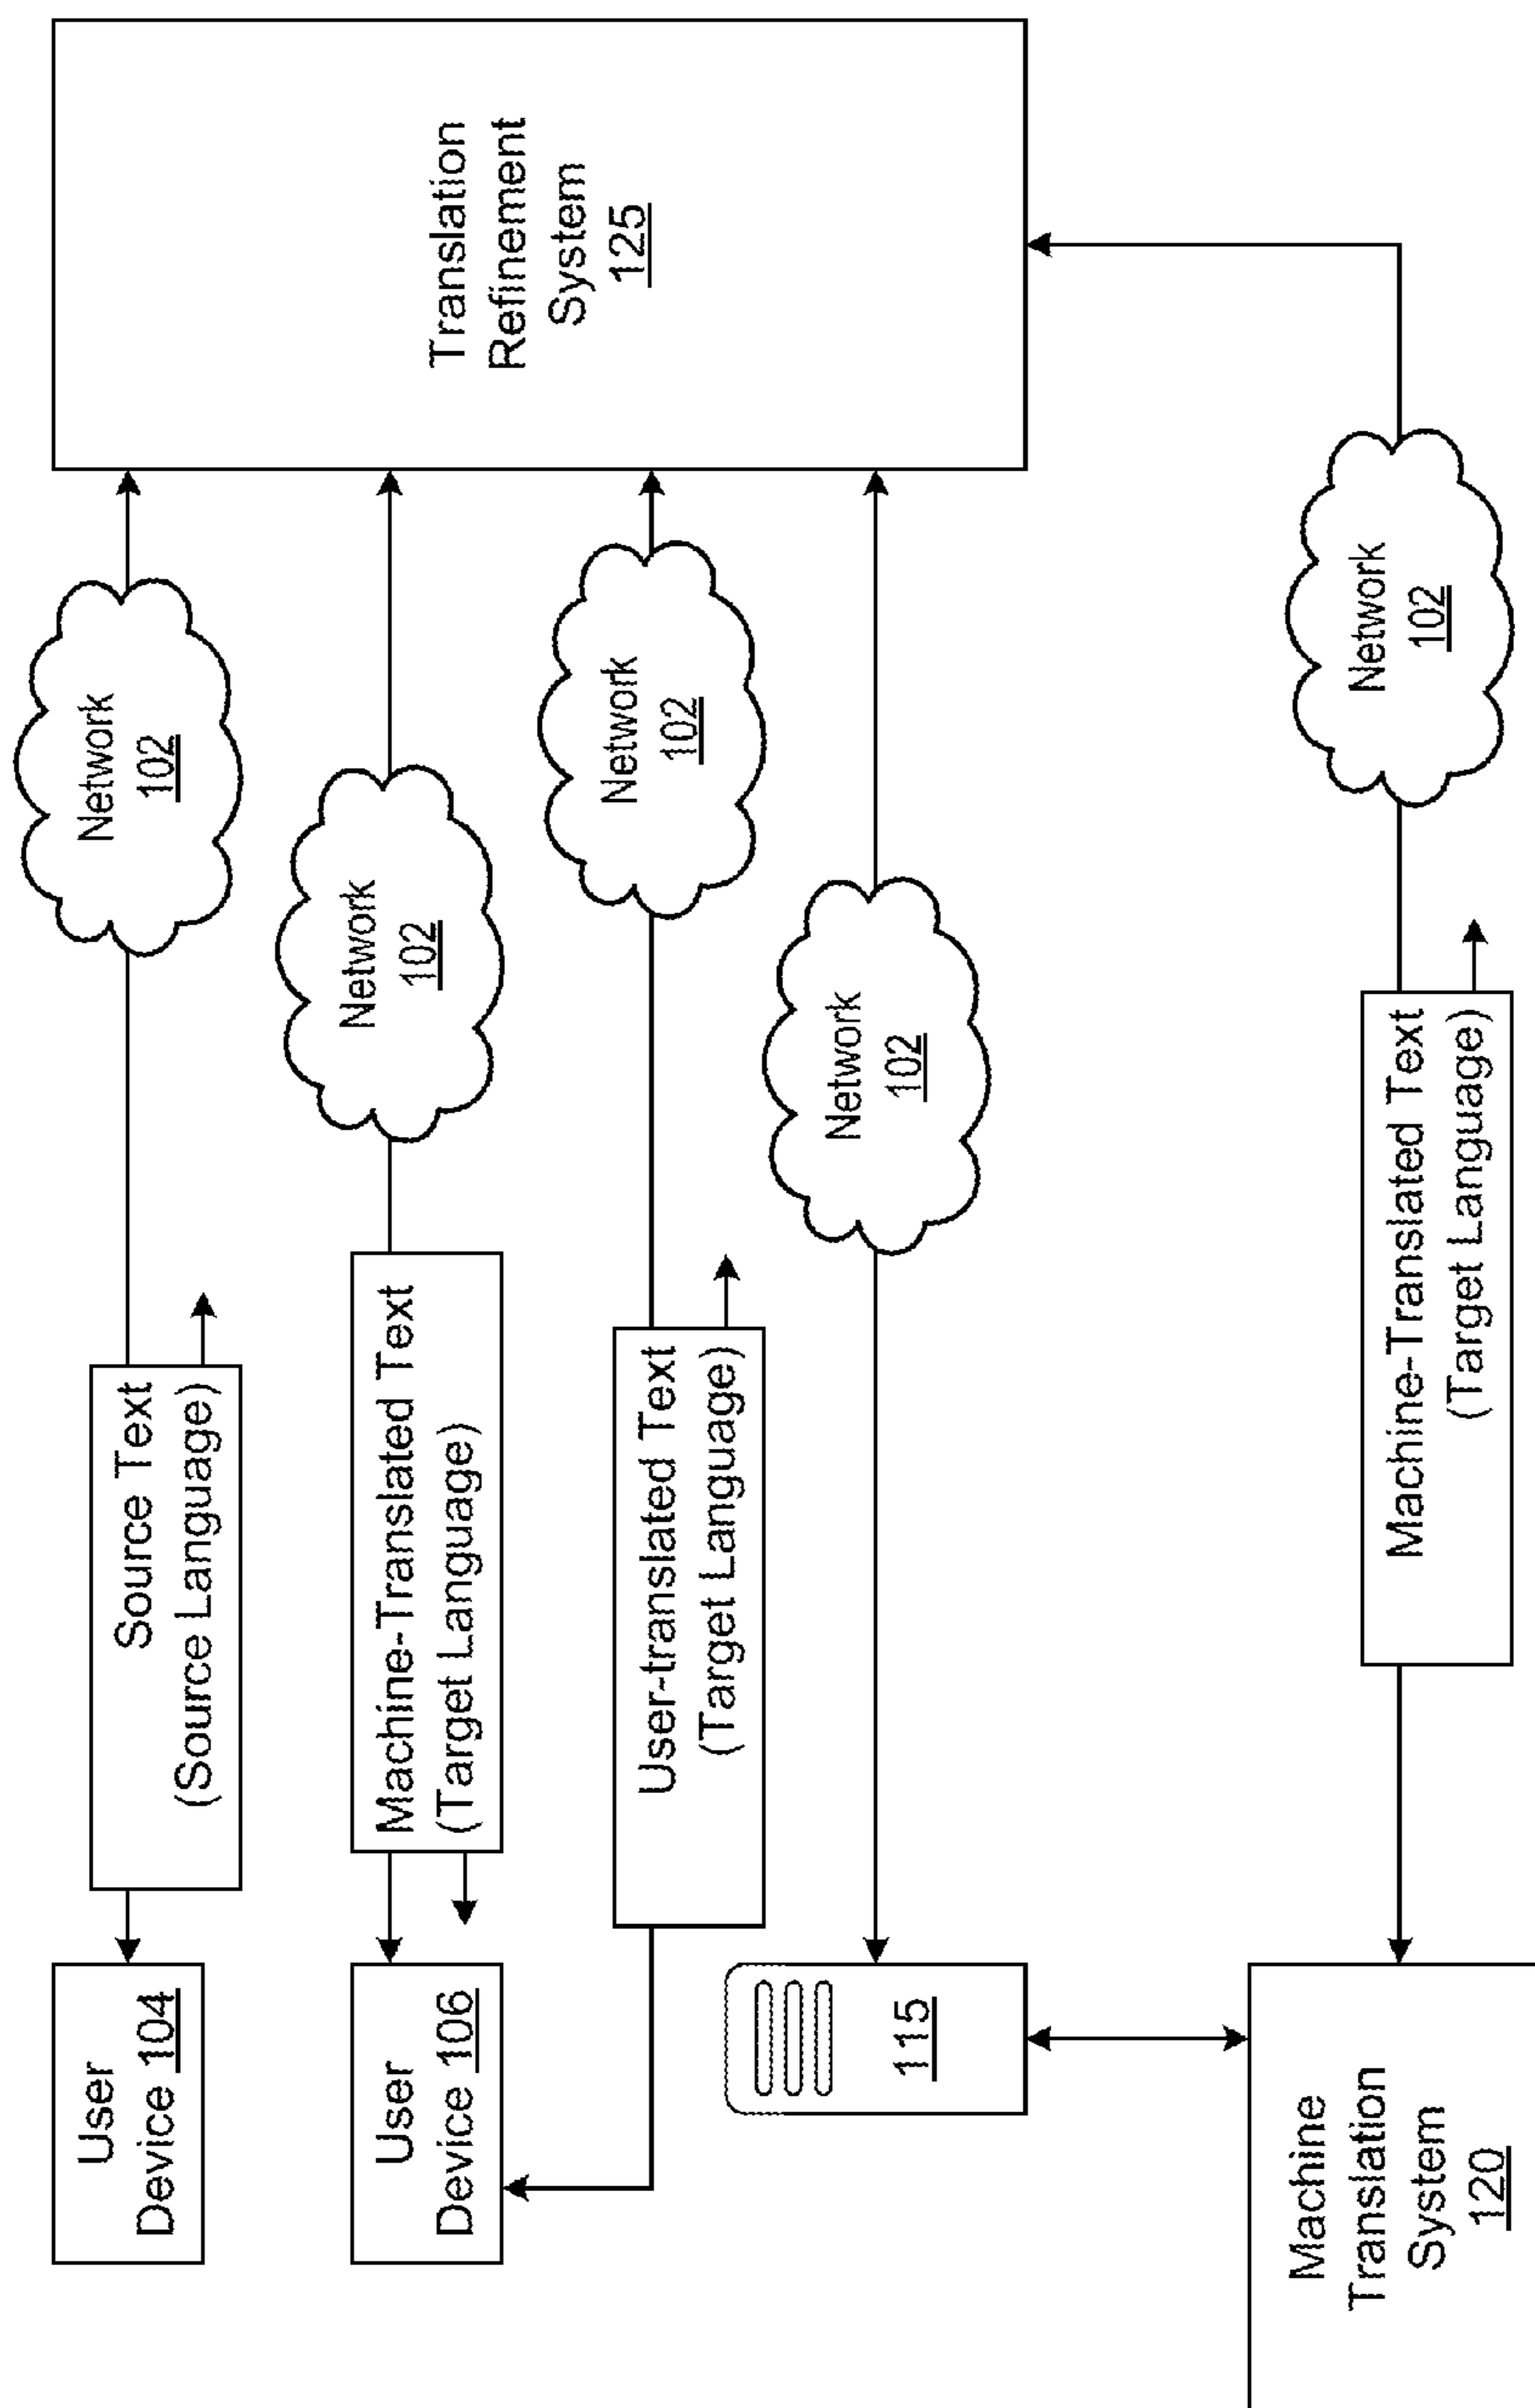 User
Device 104
Source Text
(Source Language)
Network
102
User
Device 106
Machine-Translated Text
(Target Language)
Network
102
User-translated Text
(Target Language)
Network
102
115
Network
102
Translation
Refinement
System
125
Machine
Translation
System
120
Machine-Translated Text
(Target Language)
Network
102